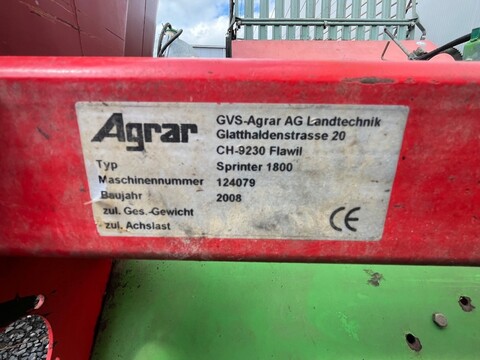 Agrar
GVS-Agrar AG Landtechnik
Glatthaldenstrasse 20
CH-9230 Flawil
Typ Sprinter 1800
Maschinennummer 124079
Baujahr 2008
zul. Ges.-Gewicht
zul. Achslast
CE